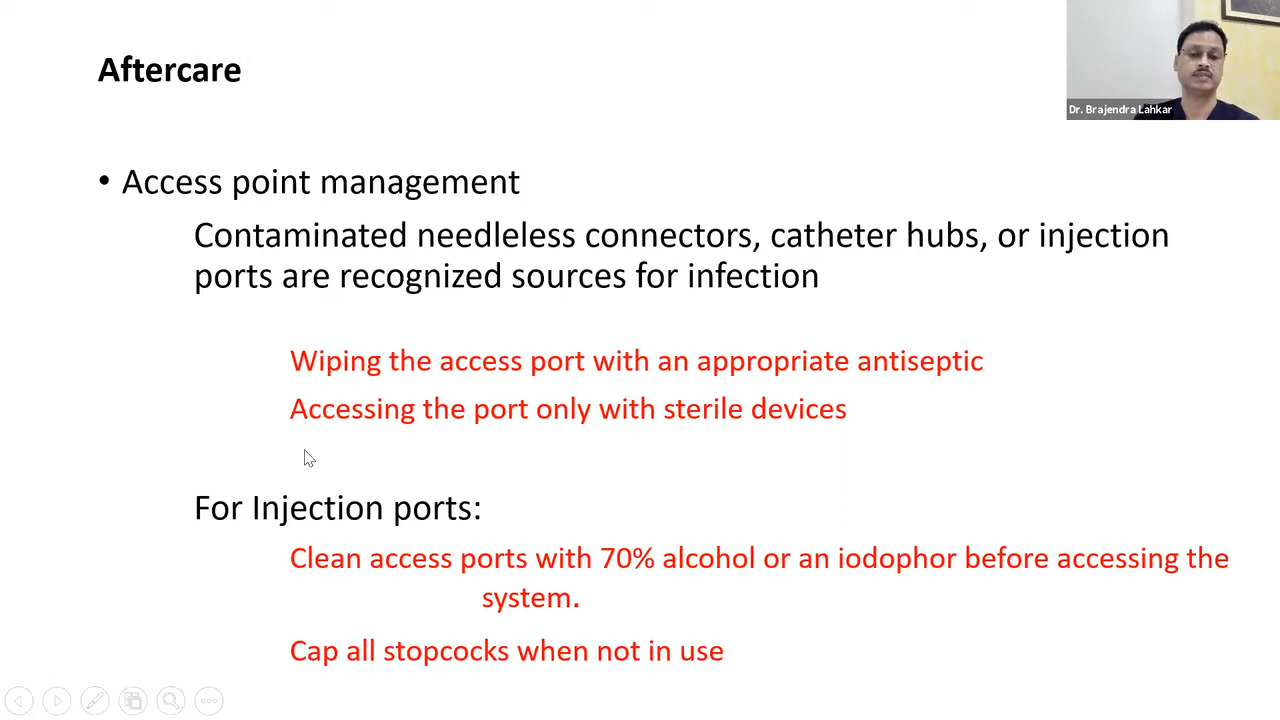 Aftercare
Dr. Brajendra Lahkar
• Access point management
Contaminated needleless connectors, catheter hubs, or injection
ports are recognized sources for infection
Wiping the access port with an appropriate antiseptic
Accessing the port only with sterile devices
For Injection ports:
Clean access ports with 70% alcohol or an iodophor before accessing the
system.
Cap all stopcocks when not in use